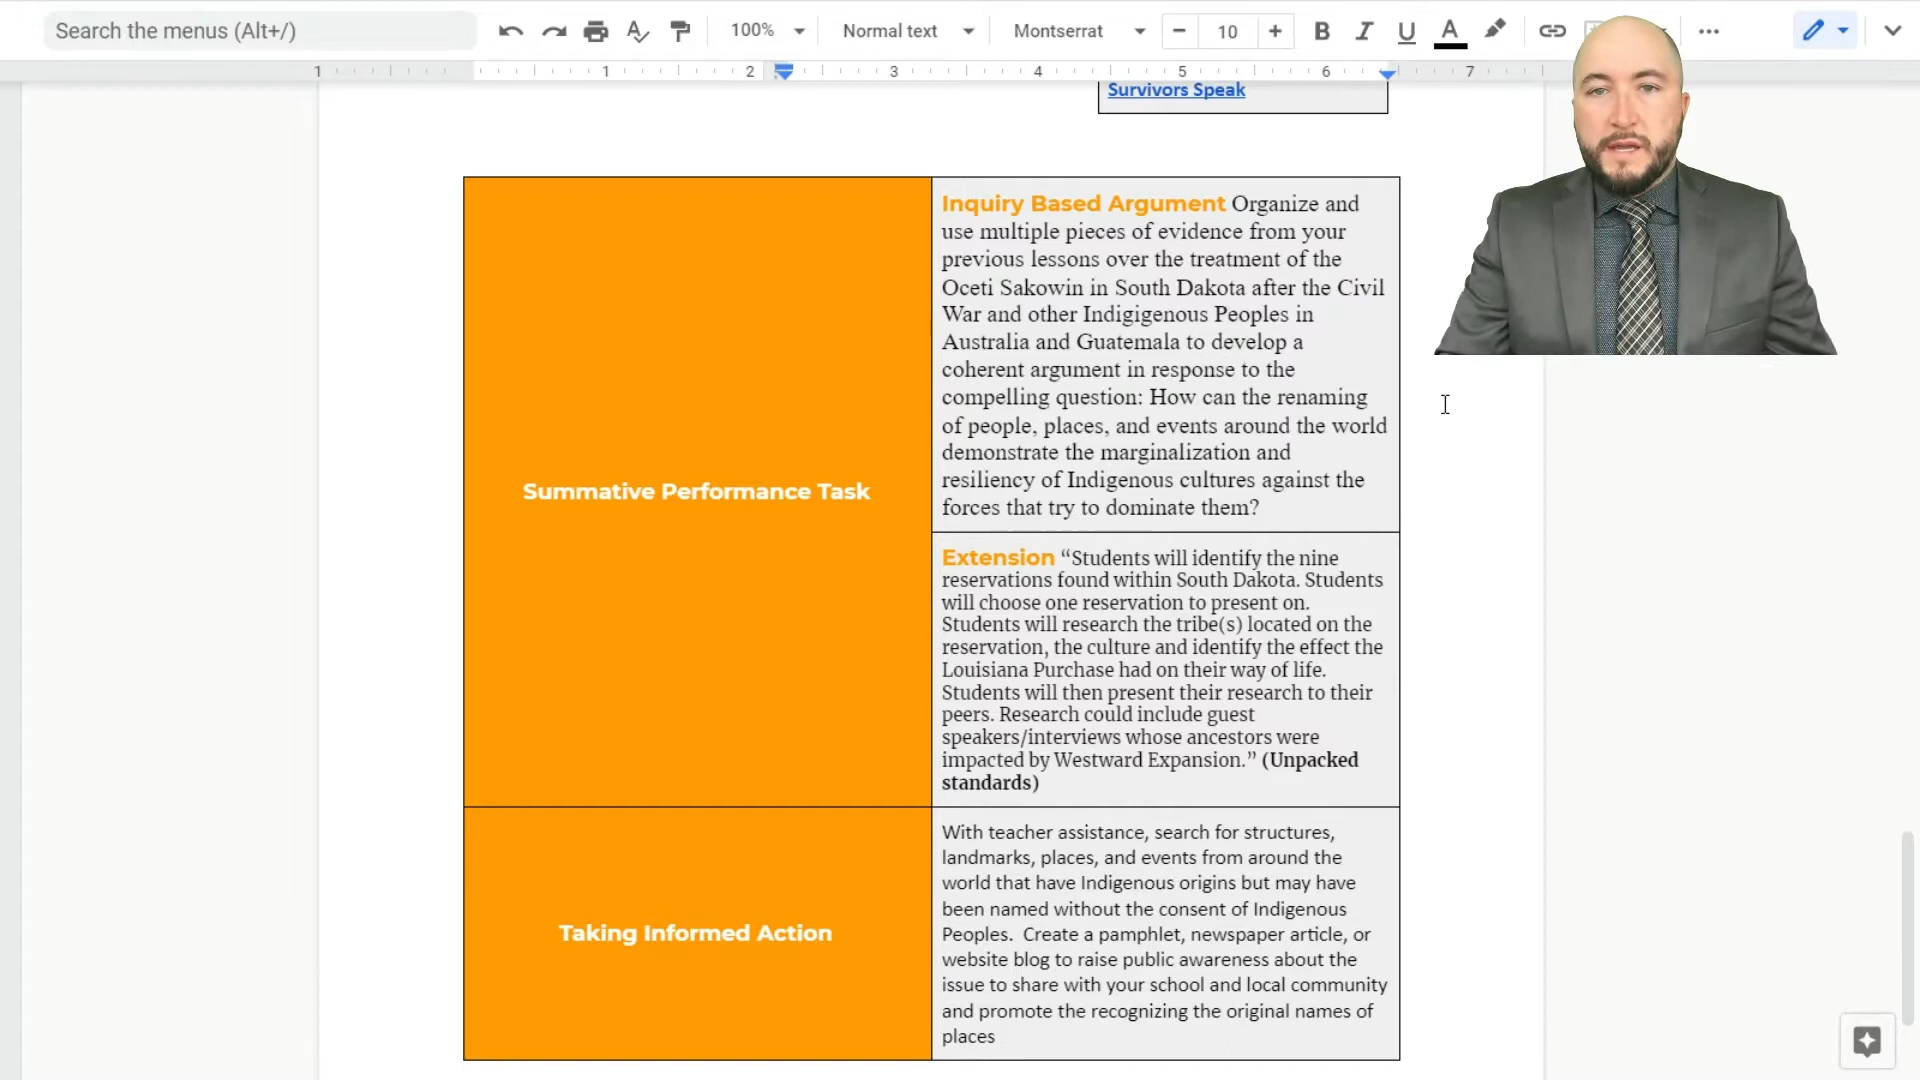 Search the menus (Alt+/)
100%
Normal text
Montserrat
10
B
I
U
A
1
1
2
3
4
5
6
7
Survivors Speak
Summative Performance Task
Inquiry Based Argument Organize and
use multiple pieces of evidence from your
previous lessons over the treatment of the
Oceti Sakowin in South Dakota after the Civil
War and other Indigigenous Peoples in
Australia and Guatemala to develop a
coherent argument in response to the
compelling question: How can the renaming
of people, places, and events around the world
demonstrate the marginalization and
resiliency of Indigenous cultures against the
forces that try to dominate them?
Extension “Students will identify the nine
reservations found within South Dakota. Students
will choose one reservation to present on.
Students will research the tribe(s) located on the
reservation, the culture and identify the effect the
Louisiana Purchase had on their way of life.
Students will then present their research to their
peers. Research could include guest
speakers/interviews whose ancestors were
impacted by Westward Expansion.” (Unpacked
standards)
Taking Informed Action
With teacher assistance, search for structures,
landmarks, places, and events from around the
world that have Indigenous origins but may have
been named without the consent of Indigenous
Peoples.  Create a pamphlet, newspaper article, or
website blog to raise public awareness about the
issue to share with your school and local community
and promote the recognizing the original names of
places